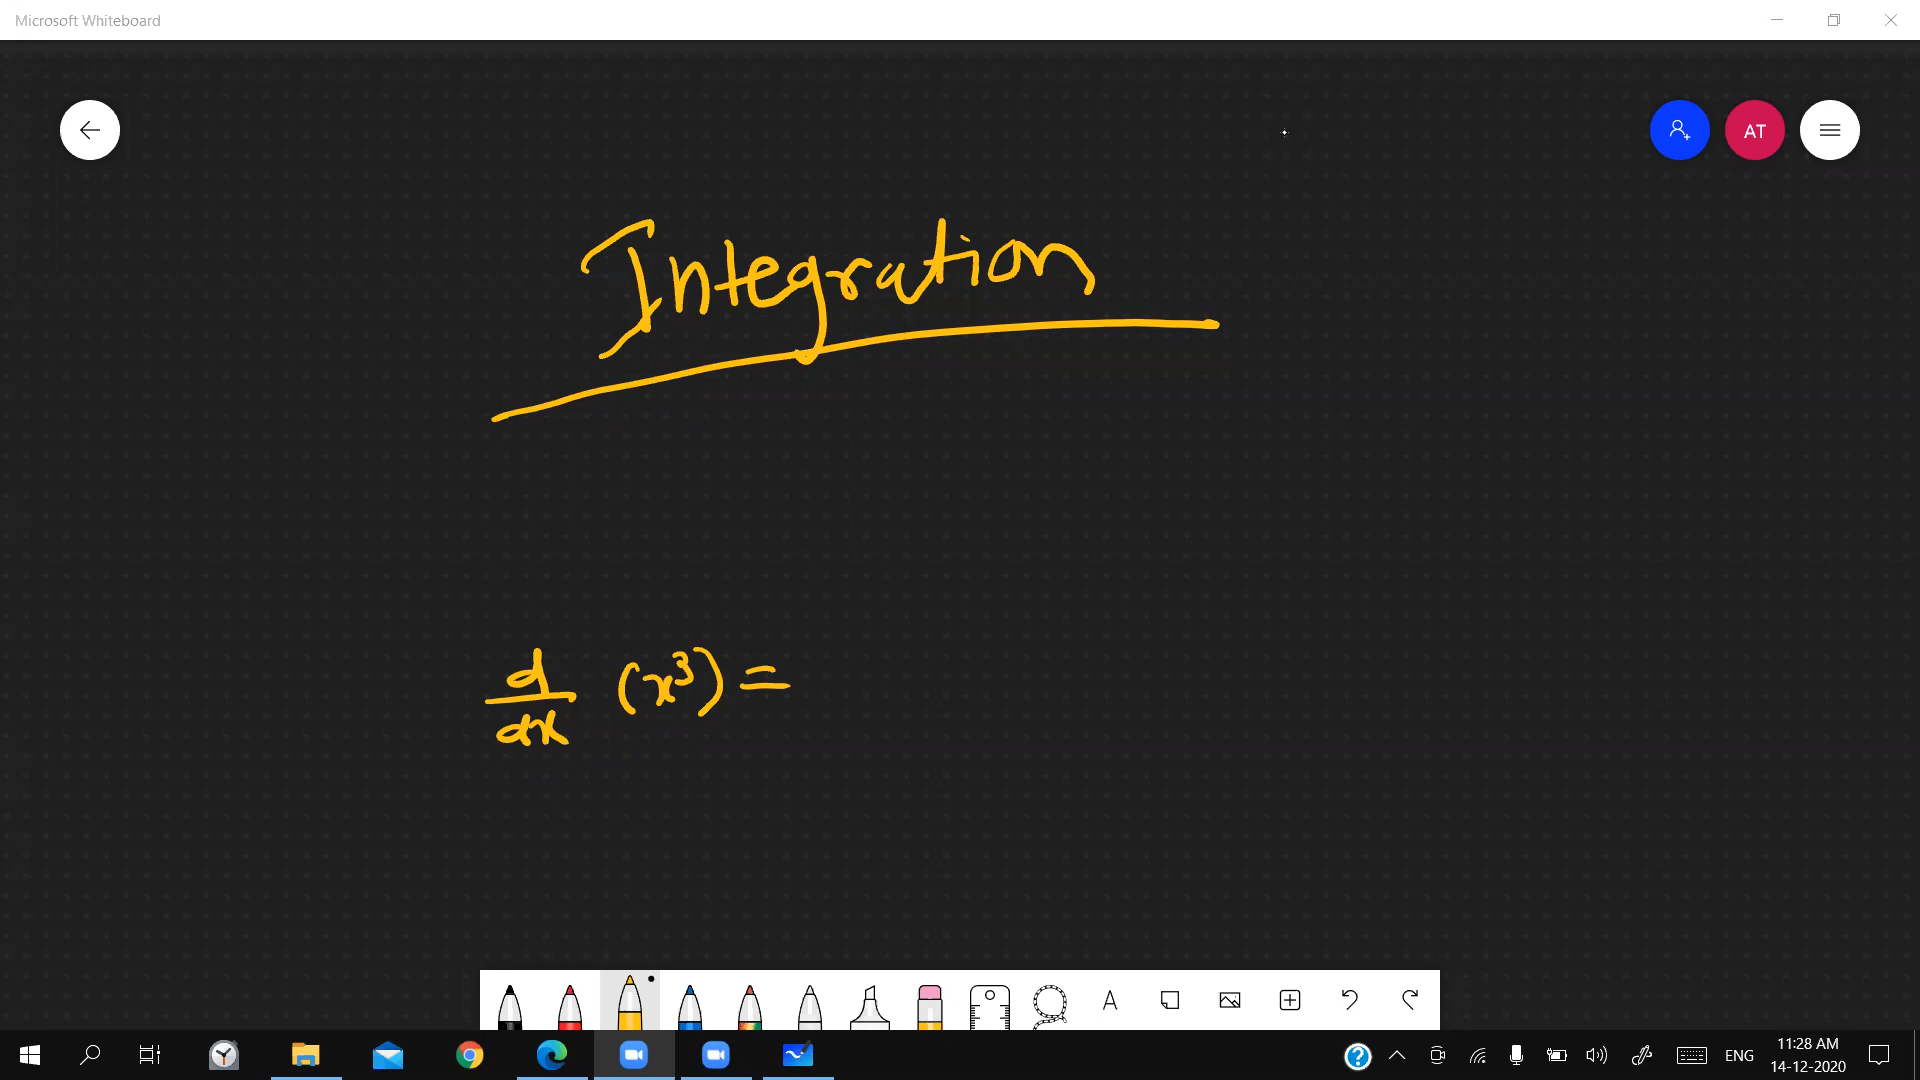 Microsoft Whiteboard
AT
Integration
d/dx (x³) =
A
ENG
11:28 AM
14-12-2020